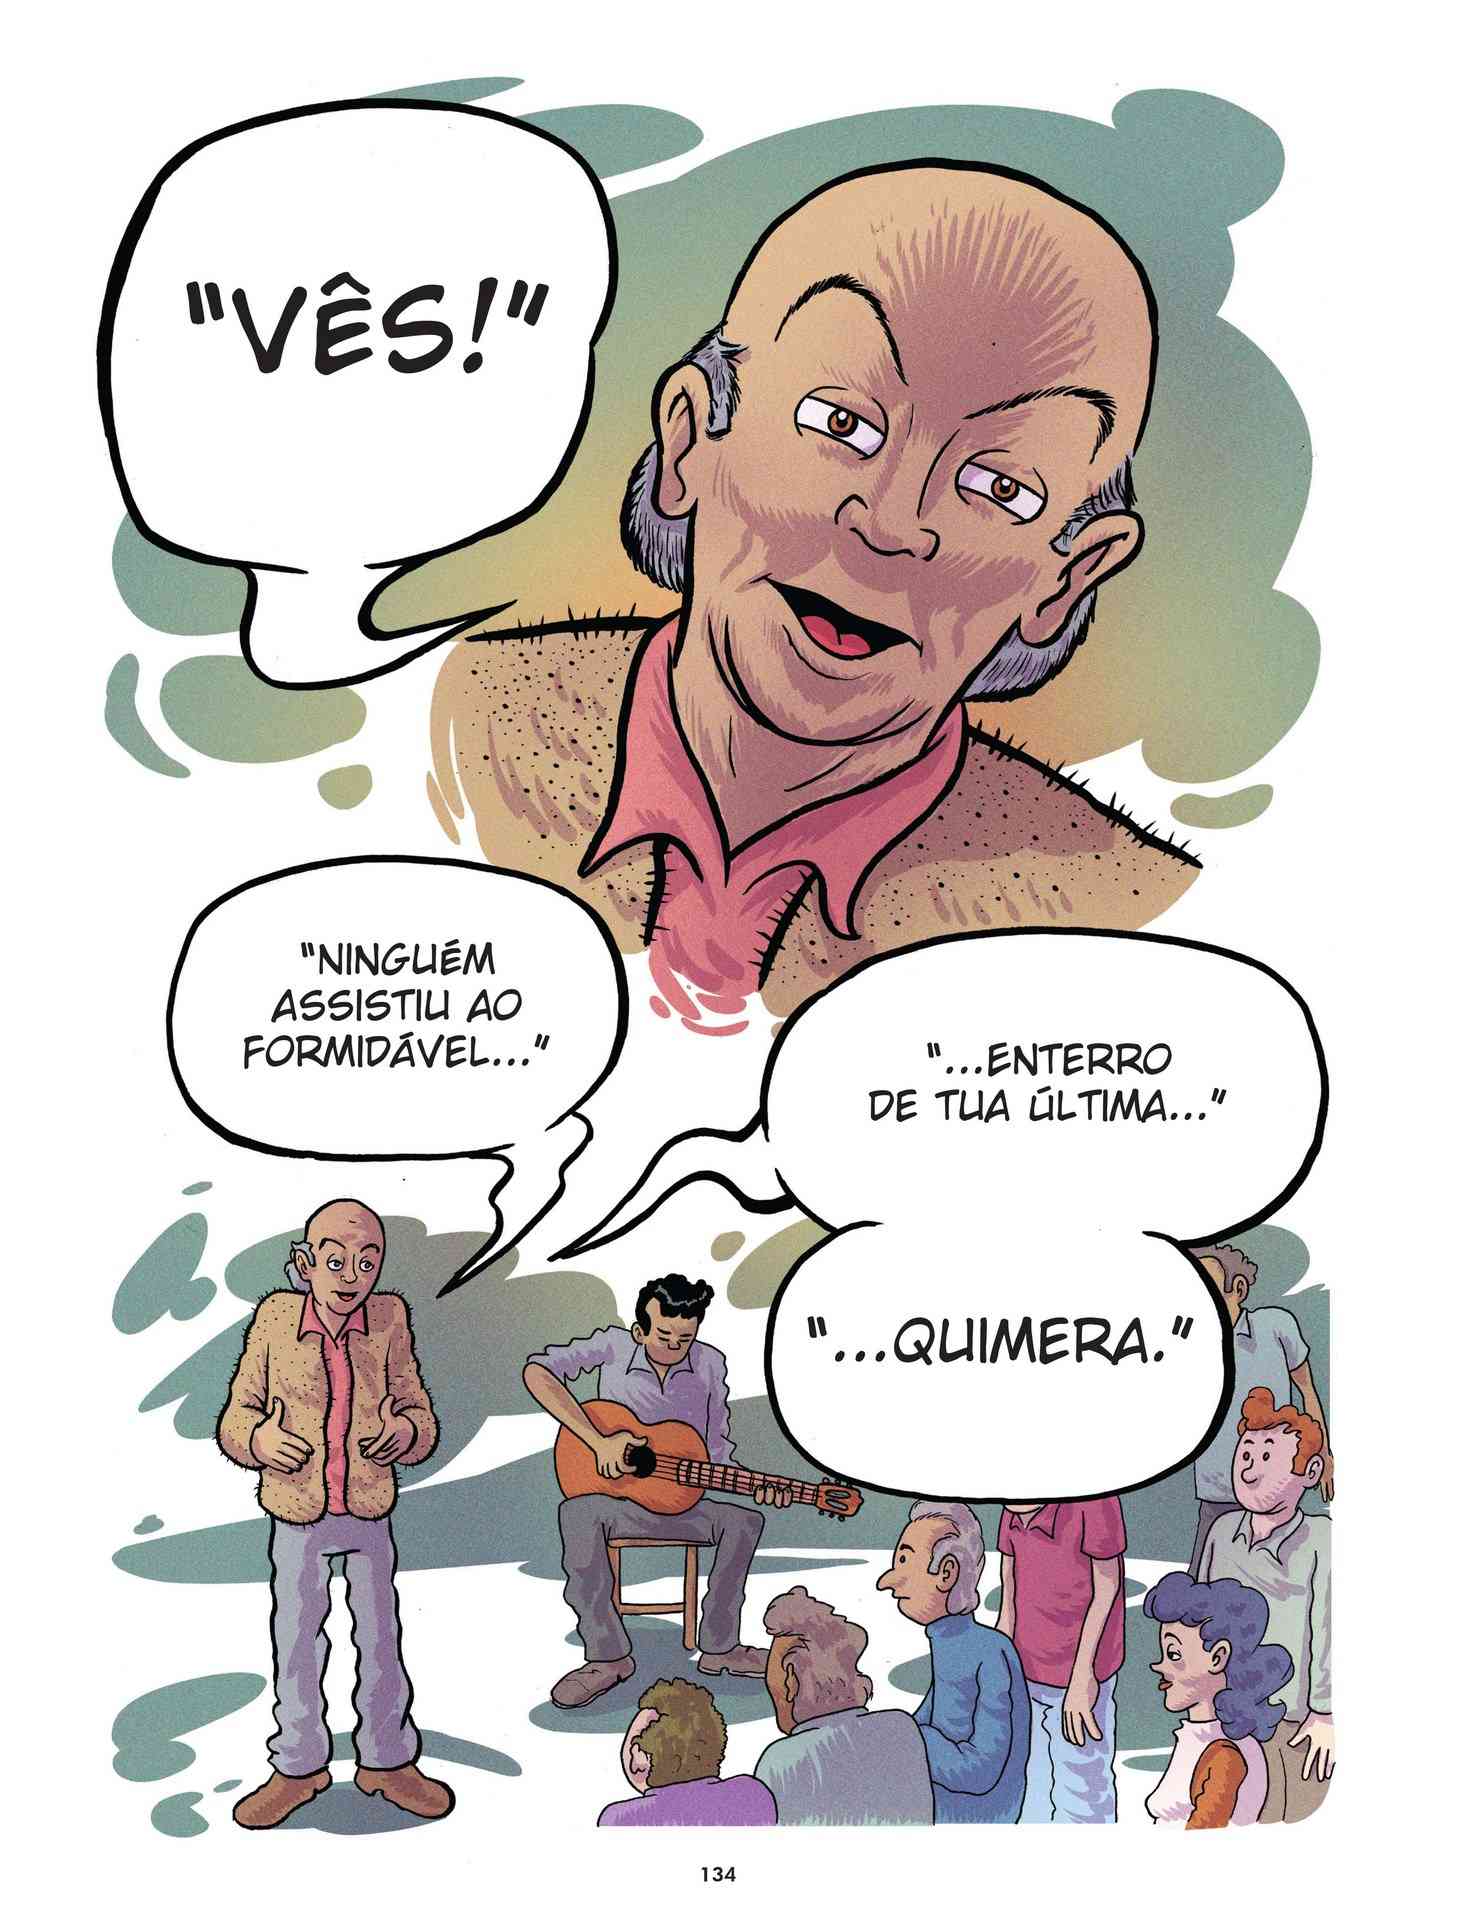 "VÊS!"
"NINGUÉM
ASSISTIU AO
FORMIDÁVEL..."
"...ENTERRO
DE TUA ÚLTIMA..."
"...QUIMERA."
134